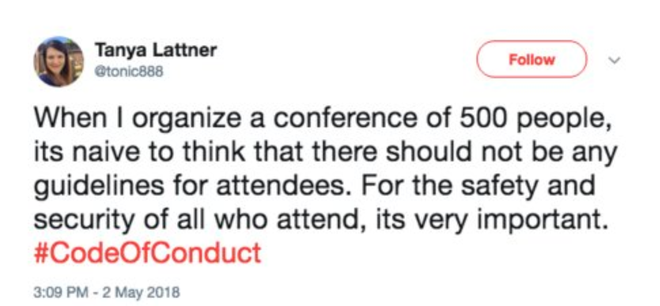 Tanya Lattner
@tonic888
Follow
When I organize a conference of 500 people,
its naive to think that there should not be any
guidelines for attendees. For the safety and
security of all who attend, its very important.
#CodeOfConduct
3:09 PM - 2 May 2018